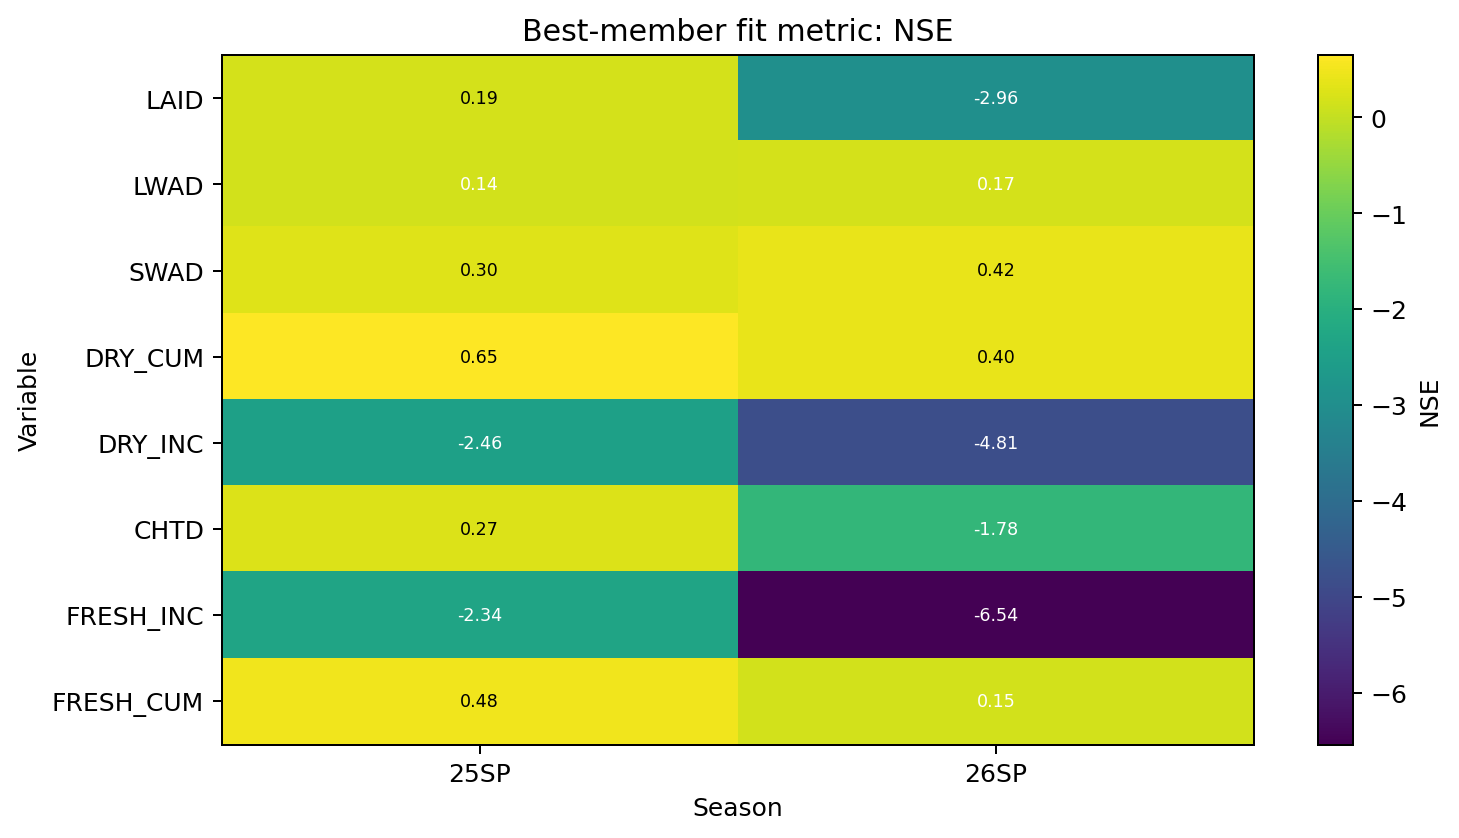 Best-member fit metric: NSE
LAID 0.19 -2.96
LWAD 0.14 0.17
SWAD 0.30 0.42
DRY_CUM 0.65 0.40
DRY_INC -2.46 -4.81
CHTD 0.27 -1.78
FRESH_INC -2.34 -6.54
FRESH_CUM 0.48 0.15
25SP 26SP
Season
Variable
0
−1
−2
−3
−4
−5
−6
NSE